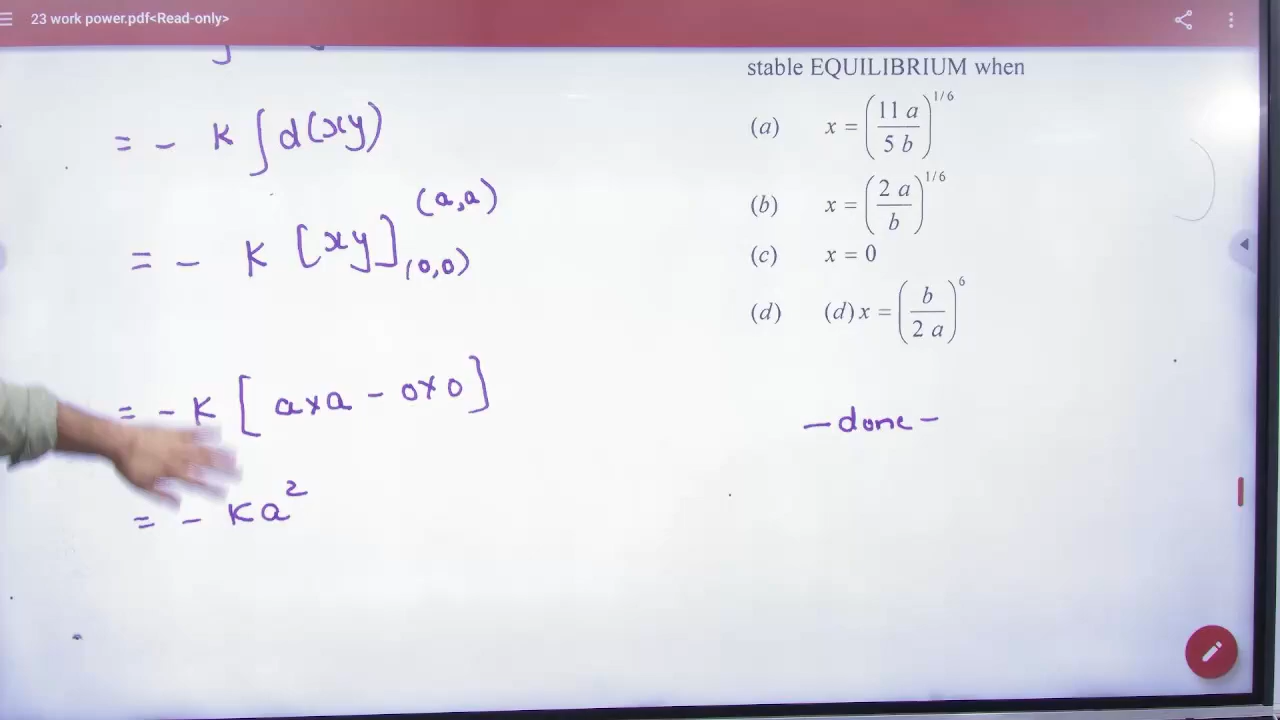 23 work power.pdf<Read-only>
= - K ∫ d(xy)
= - K [xy](0,0)^(a,a)
= - K [a×a - 0×0]
= - Ka²
stable EQUILIBRIUM when
(a) x = (11 a / 5 b)^1/6
(b) x = (2 a / b)^1/6
(c) x = 0
(d) (d) x = (b / 2 a)^6
- done -